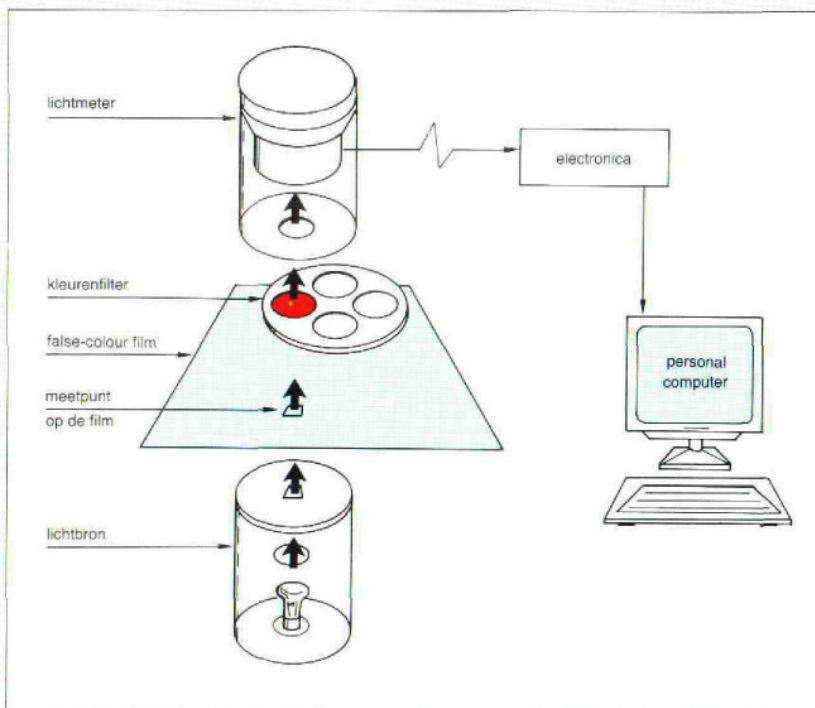 lichtmeter
electronica
kleurenfilter
false-colour film
meetpunt
op de film
personal
computer
lichtbron